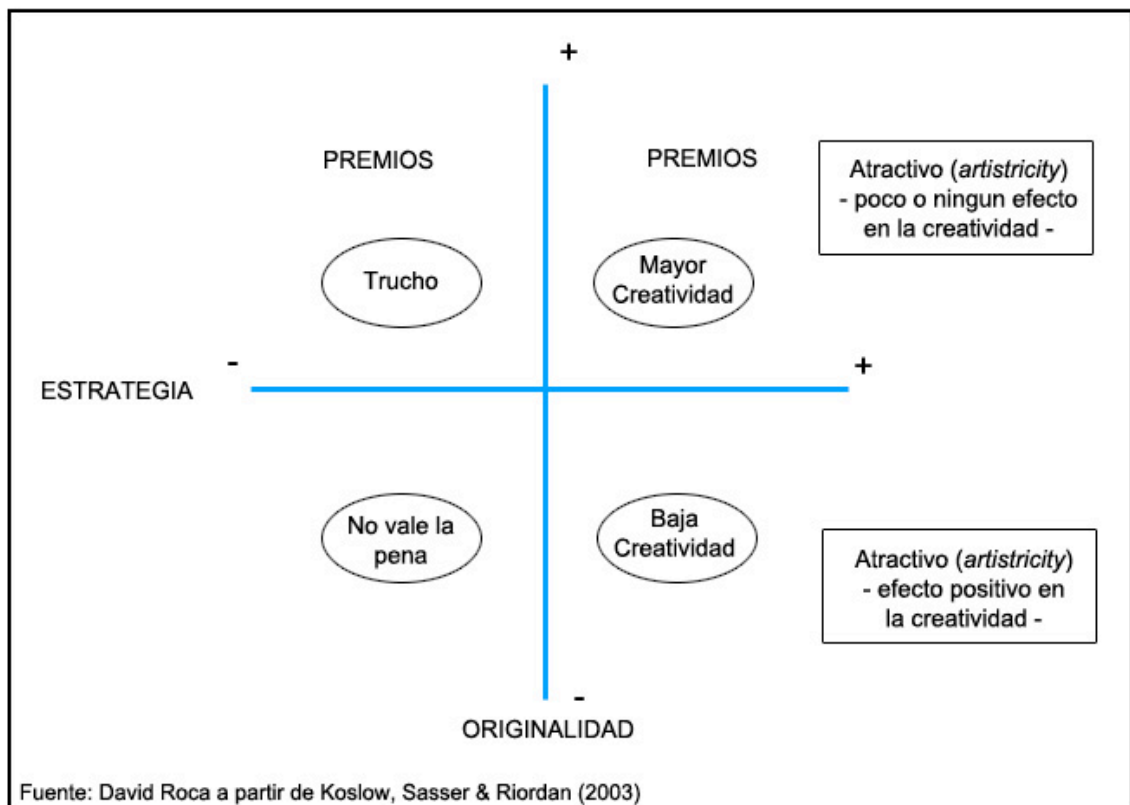 +
PREMIOS
PREMIOS
Atractivo (artistricity)
- poco o ningun efecto
en la creatividad -
Trucho
Mayor
Creatividad
-
+
ESTRATEGIA
No vale la
pena
Baja
Creatividad
Atractivo (artistricity)
- efecto positivo en
la creatividad -
-
ORIGINALIDAD
Fuente: David Roca a partir de Koslow, Sasser & Riordan (2003)